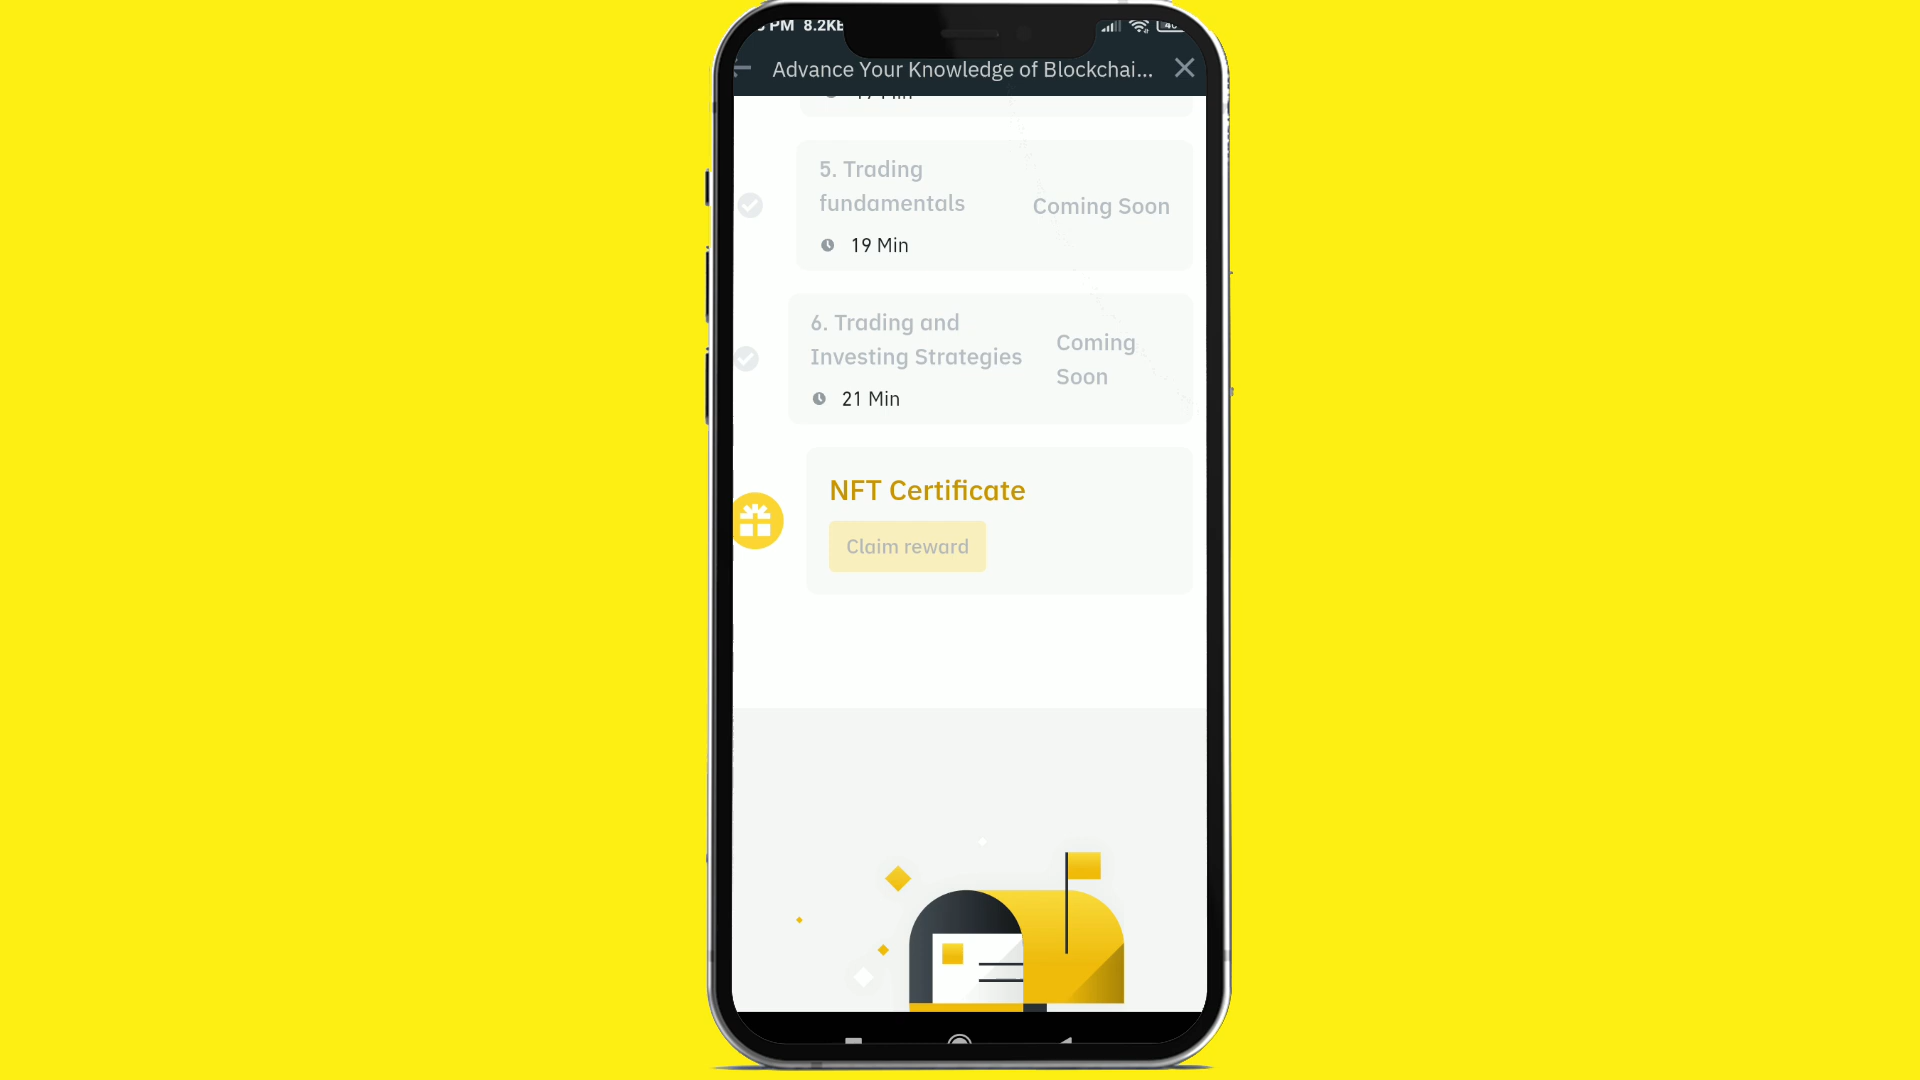 PM 8.2KB
Advance Your Knowledge of Blockchai...
5. Trading
fundamentals
Coming Soon
19 Min
6. Trading and
Investing Strategies
Coming
Soon
21 Min
NFT Certificate
Claim reward